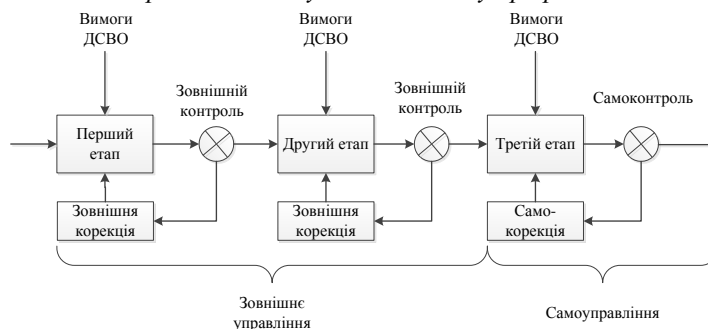 Вимоги
ДСВО
Вимоги
ДСВО
Вимоги
ДСВО
Зовнішній
контроль
Зовнішній
контроль
Самоконтроль
Перший
етап
Другий етап
Третій етап
Зовнішня
корекція
Зовнішня
корекція
Само-
корекція
Зовнішнє
управління
Самоуправління